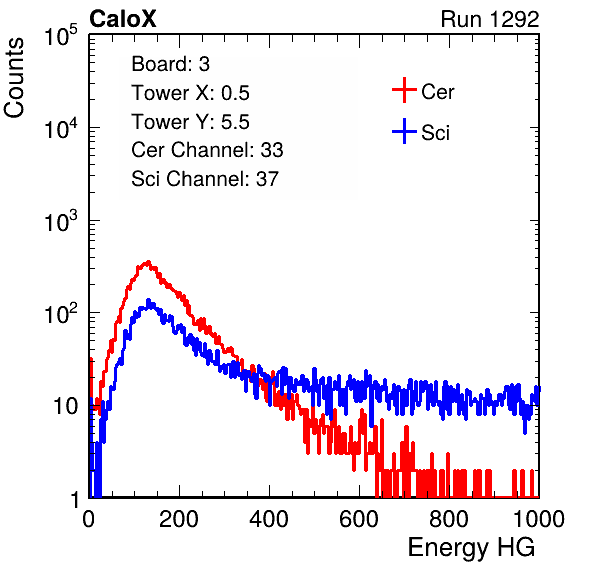 CaloX Run 1292
Counts
Board: 3
Tower X: 0.5
Tower Y: 5.5
Cer Channel: 33
Sci Channel: 37
Cer
Sci
10^5
10^4
10^3
10^2
10
1
0 200 400 600 800 1000
Energy HG